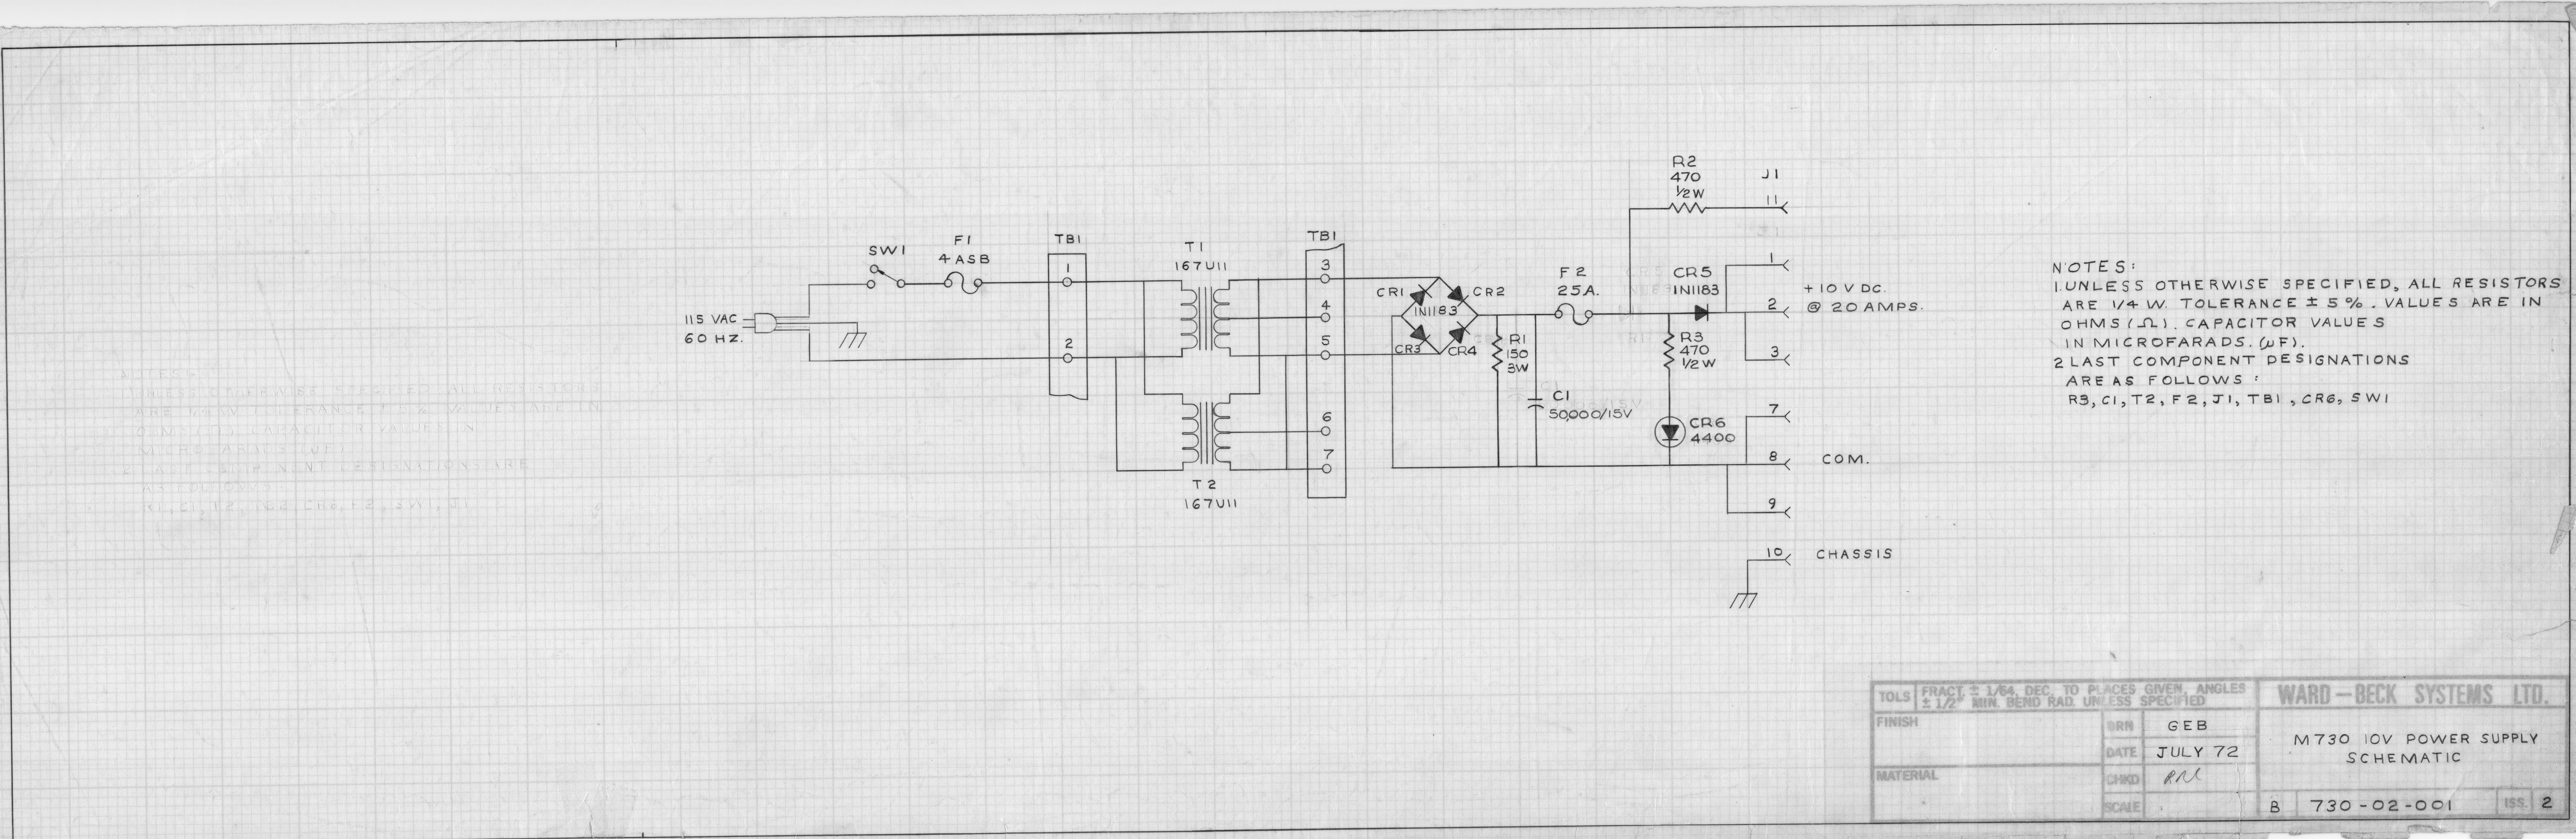 R2
470
1/2W
J1
11
SW1
F1
4 ASB
TB1
1
2
T1
167U11
T2
167U11
TB1
3
4
5
6
7
115 VAC
60 HZ.
CR1
CR2
1N1183
CR3
CR4
R1
150
3W
C1
50,000/15V
F2
25A.
CR5
1N1183
R3
470
1/2W
CR6
4400
1
2
3
+10 V DC.
@ 20 AMPS.
7
8
9
COM.
10
CHASSIS
NOTES:
1. UNLESS OTHERWISE SPECIFIED, ALL RESISTORS
ARE 1/4 W. TOLERANCE ± 5 %. VALUES ARE IN
OHMS (Ω). CAPACITOR VALUES
IN MICROFARADS. (µF).
2 LAST COMPONENT DESIGNATIONS
ARE AS FOLLOWS :
R3, C1, T2, F2, J1, TB1, CR6, SW1
TOLS
FRACT. ± 1/64, DEC. TO PLACES GIVEN, ANGLES
± 1/2° MIN. BEND RAD. UNLESS SPECIFIED
WARD-BECK SYSTEMS LTD.
FINISH
DRN GEB
DATE JULY 72
M730 10V POWER SUPPLY
SCHEMATIC
MATERIAL
CHKD
SCALE
B 730-02-001 ISS. 2